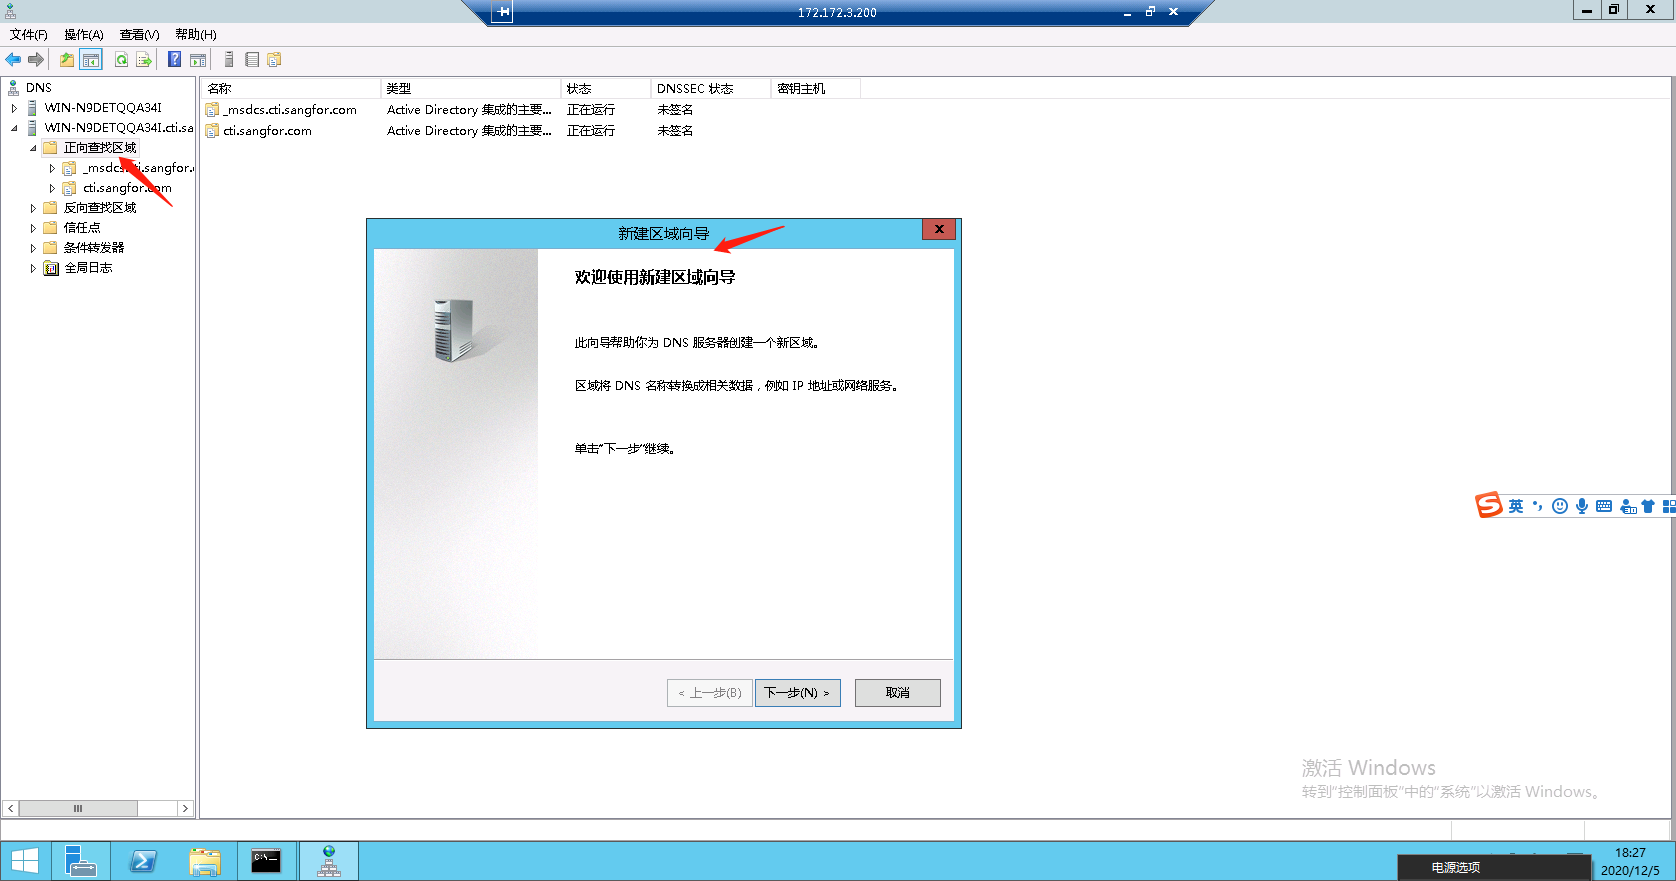 172.172.3.200
文件(F) 操作(A) 查看(V) 帮助(H)
DNS
WIN-N9DETQQA34I
WIN-N9DETQQA34I.cti.sa
正向查找区域
_msdcs.cti.sangfor.
cti.sangfor.com
反向查找区域
信任点
条件转发器
全局日志
名称 类型 状态 DNSSEC 状态 密钥主机
_msdcs.cti.sangfor.com Active Directory 集成的主要... 正在运行 未签名
cti.sangfor.com Active Directory 集成的主要... 正在运行 未签名
新建区域向导
欢迎使用新建区域向导
此向导帮助你为 DNS 服务器创建一个新区域。
区域将 DNS 名称转换成相关数据，例如 IP 地址或网络服务。
单击"下一步"继续。
< 上一步(B) 下一步(N) > 取消
英
激活 Windows
转到"控制面板"中的"系统"以激活 Windows。
C:\_
电源选项
18:27
2020/12/5